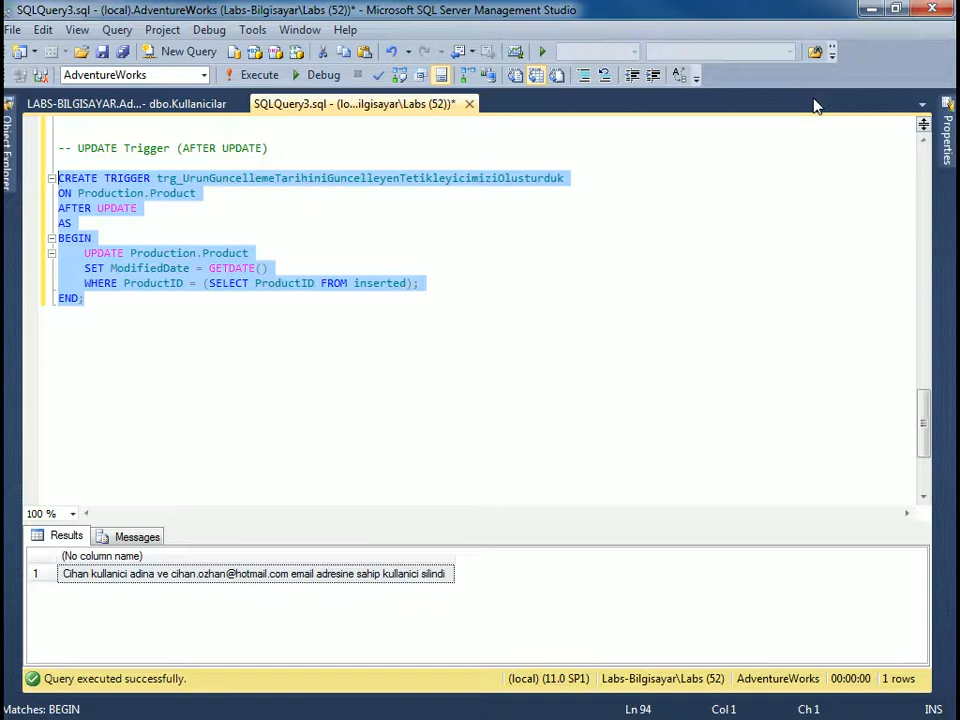 SQLQuery3.sql - (local).AdventureWorks (Labs-Bilgisayar\Labs (52))* - Microsoft SQL Server Management Studio
File Edit View Query Project Debug Tools Window Help
New Query
AdventureWorks Execute Debug
LABS-BILGISAYAR.Ad...- dbo.Kullanicilar SQLQuery3.sql - (lo...ilgisayar\Labs (52))*
Object Explorer
Properties
-- UPDATE Trigger (AFTER UPDATE)
CREATE TRIGGER trg_UrunGuncellemeTarihiniGuncelleyenTetikleyicimiziOlusturduk
ON Production.Product
AFTER UPDATE
AS
BEGIN
UPDATE Production.Product
SET ModifiedDate = GETDATE()
WHERE ProductID = (SELECT ProductID FROM inserted);
END;
100 %
Results Messages
(No column name)
1 Cihan kullanici adina ve cihan.ozhan@hotmail.com email adresine sahip kullanici silindi
Query executed successfully. (local) (11.0 SP1) Labs-Bilgisayar\Labs (52) AdventureWorks 00:00:00 1 rows
Matches: BEGIN Ln 94 Col 1 Ch 1 INS